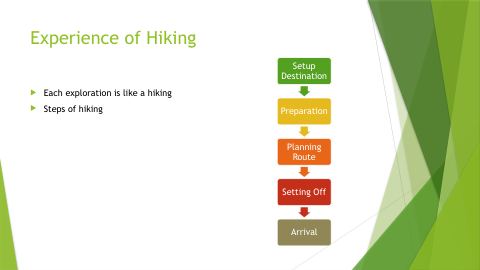 Experience of Hiking
Each exploration is like a hiking
Steps of hiking
Setup
Destination
Preparation
Planning
Route
Setting Off
Arrival